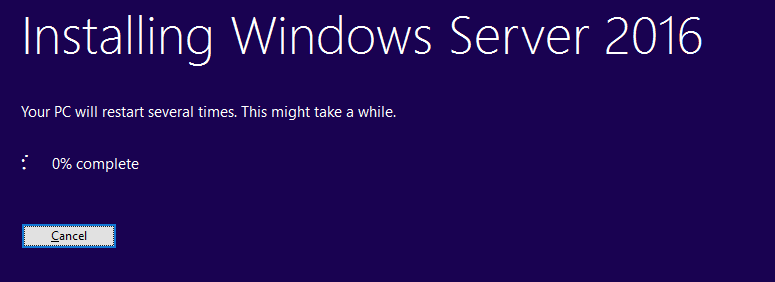 Installing Windows Server 2016
Your PC will restart several times. This might take a while.
0% complete
Cancel